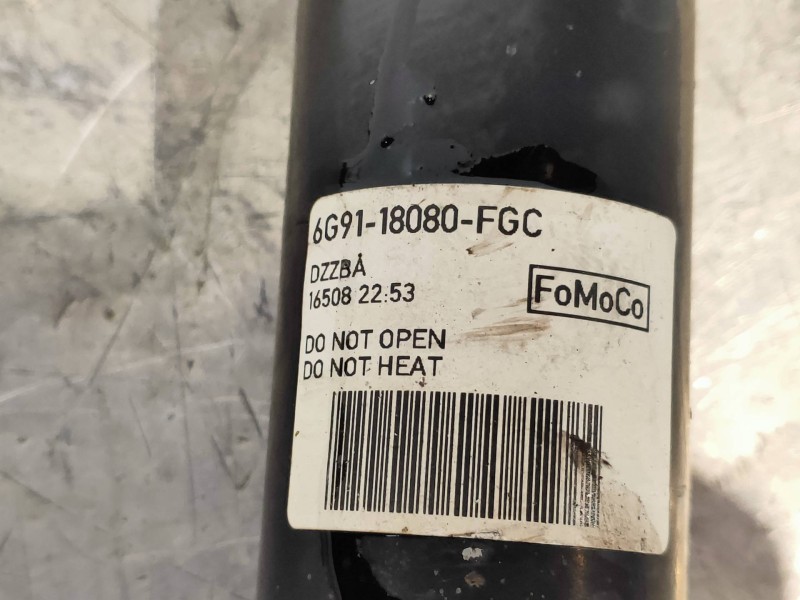 6G91-18080-FGC
DZZBA
16508 22:53
FoMoCo
DO NOT OPEN
DO NOT HEAT